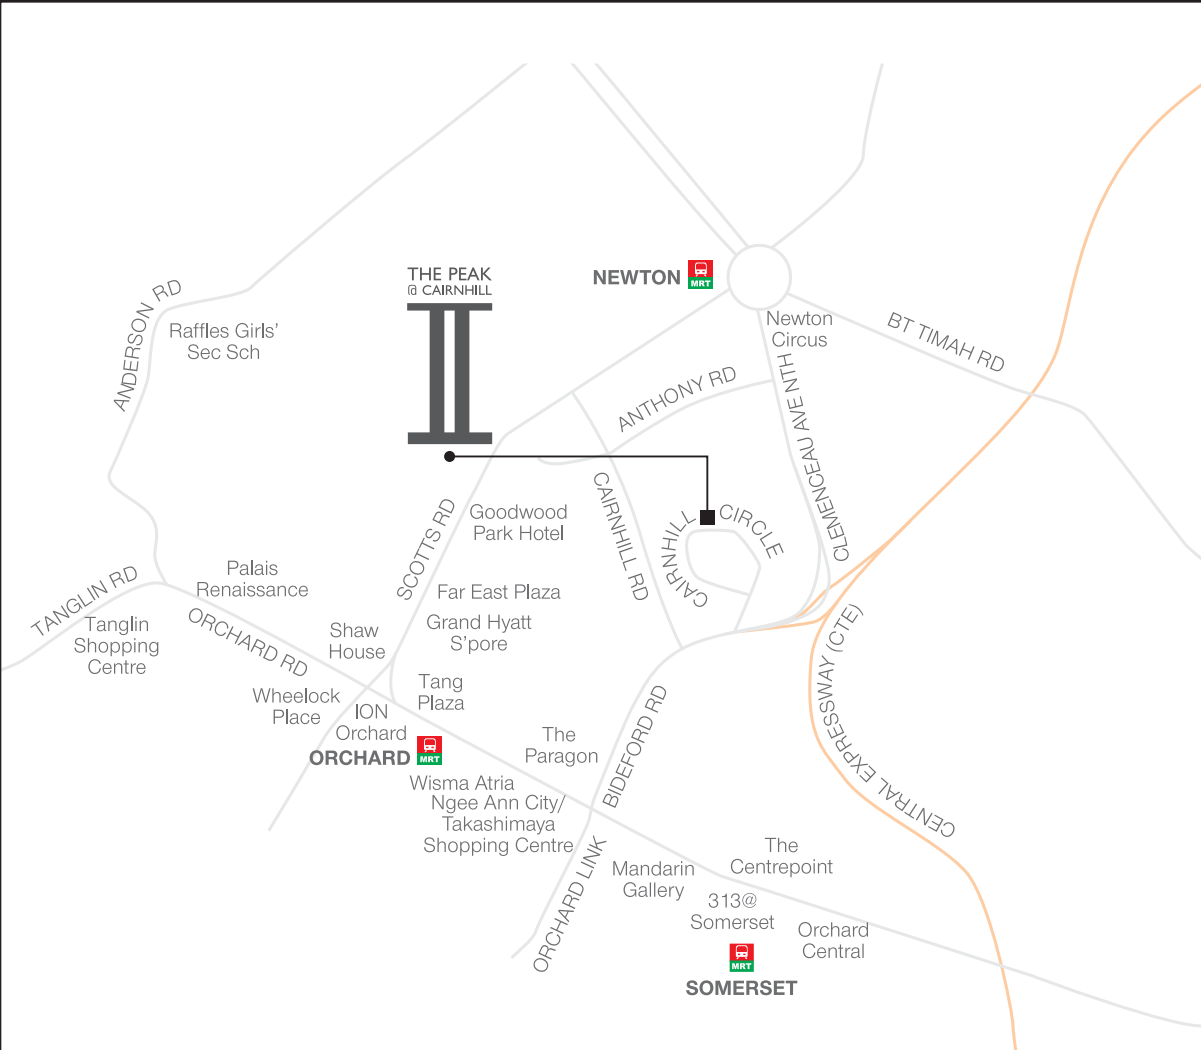 THE PEAK
@ CAIRNHILL
NEWTON
MRT
Newton
Circus
BT TIMAH RD
ANDERSON RD
Raffles Girls'
Sec Sch
ANTHONY RD
CLEMENCEAU AVE NTH
CAIRNHILL RD
CAIRNHILL CIRCLE
SCOTTS RD
Goodwood
Park Hotel
Palais
Renaissance
Far East Plaza
TANGLIN RD
Tanglin
Shopping
Centre
ORCHARD RD
Shaw
House
Grand Hyatt
S'pore
CENTRAL EXPRESSWAY (CTE)
Wheelock
Place
ION
Orchard
Tang
Plaza
ORCHARD
MRT
The
Paragon
BIDEFORD RD
Wisma Atria
Ngee Ann City/
Takashimaya
Shopping Centre
ORCHARD LINK
Mandarin
Gallery
The
Centrepoint
313@
Somerset
Orchard
Central
MRT
SOMERSET